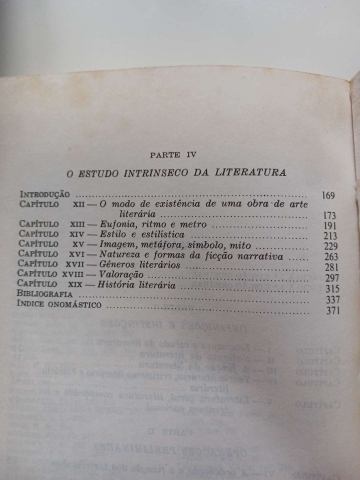 PARTE IV
O ESTUDO INTRINSECO DA LITERATURA
INTRODUÇÃO 169
CAPÍTULO XII — O modo de existência de uma obra de arte
literária 173
CAPÍTULO XIII — Eufonia, ritmo e metro 191
CAPÍTULO XIV — Estilo e estilística 213
CAPÍTULO XV — Imagem, metáfora, símbolo, mito 229
CAPÍTULO XVI — Natureza e formas da ficção narrativa 263
CAPÍTULO XVII — Géneros literários 281
CAPÍTULO XVIII — Valoração 297
CAPÍTULO XIX — História literária 315
BIBLIOGRAFIA 337
ÍNDICE ONOMÁSTICO 371